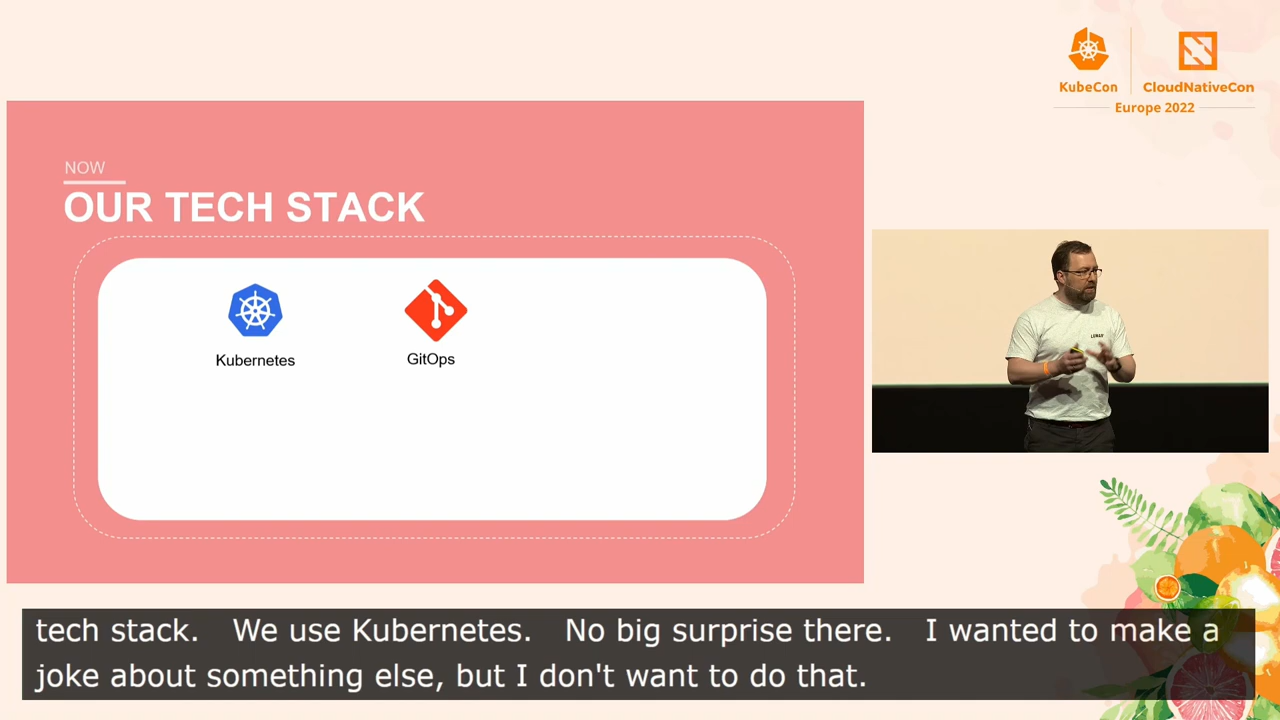 KubeCon
CloudNativeCon
Europe 2022
NOW
OUR TECH STACK
Kubernetes
GitOps
LUNAR
tech stack. We use Kubernetes. No big surprise there. I wanted to make a
joke about something else, but I don't want to do that.